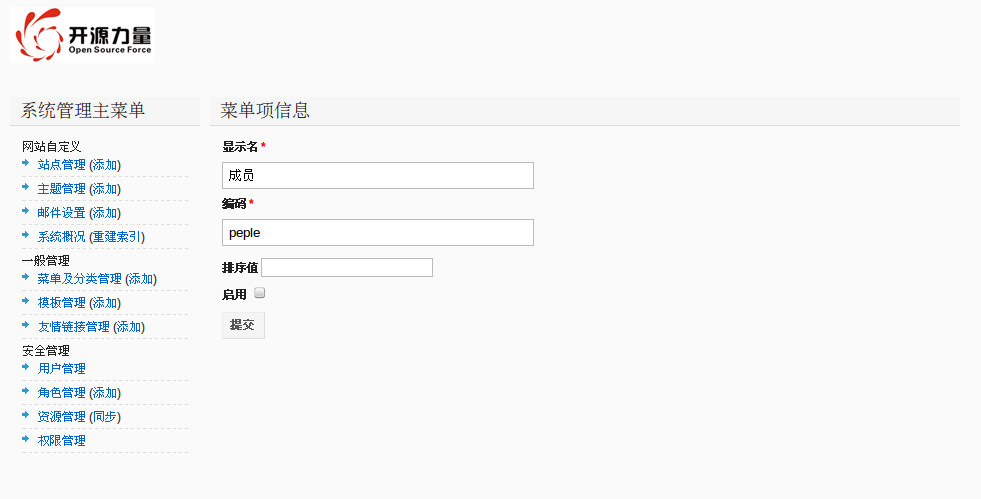 开源力量
Open Source Force
系统管理主菜单
网站自定义
站点管理 (添加)
主题管理 (添加)
邮件设置 (添加)
系统概况 (重建索引)
一般管理
菜单及分类管理 (添加)
模板管理 (添加)
友情链接管理 (添加)
安全管理
用户管理
角色管理 (添加)
资源管理 (同步)
权限管理
菜单项信息
显示名*
成员
编码*
peple
排序值
启用
提交